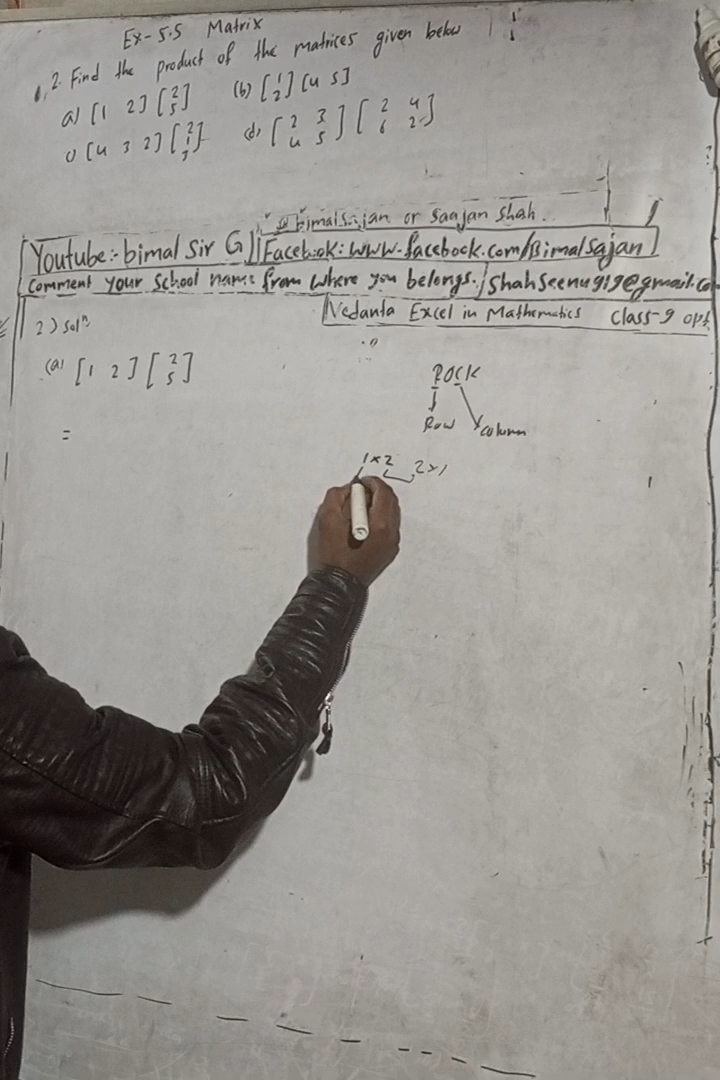 Ex-5.5 Matrix
2. Find the product of the matrices given below
a) [1 2] [2 5]
(b) [1 2] [4 5]
c) [4 3 2] [2 1 3]
(d) [2 3 4 5] [2 4 6 2]
bimalsajan or saajan shah.
Youtube:- bimal sir G
Facebook: www.facebook.com/Bimalsajan
Comment your School name from where you belongs.
shahseenu919@gmail.co
Vedanta Excel in Mathematics Class-9 opt
2) solⁿ
(a) [1 2] [2 5]
=
ROCK
Row
column
1×2 2×1